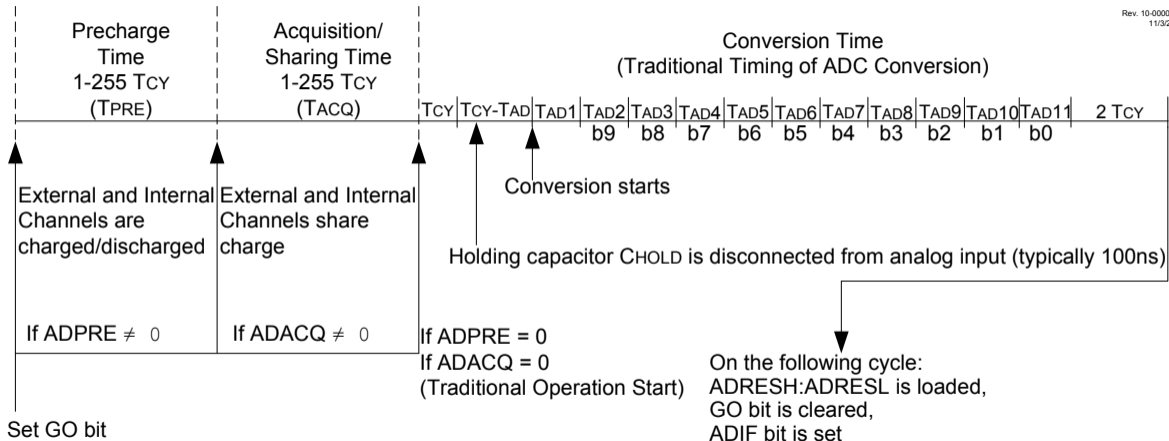 Rev. 10-0000
11/3/2
Precharge
Time
1-255 TCY
(TPRE)
Acquisition/
Sharing Time
1-255 TCY
(TACQ)
Conversion Time
(Traditional Timing of ADC Conversion)
TCY TCY-TAD TAD1 TAD2 TAD3 TAD4 TAD5 TAD6 TAD7 TAD8 TAD9 TAD10 TAD11 2 TCY
b9 b8 b7 b6 b5 b4 b3 b2 b1 b0
External and Internal
Channels are
charged/discharged
External and Internal
Channels share
charge
Conversion starts
Holding capacitor CHOLD is disconnected from analog input (typically 100ns)
If ADPRE ≠ 0
If ADACQ ≠ 0
If ADPRE = 0
If ADACQ = 0
(Traditional Operation Start)
On the following cycle:
ADRESH:ADRESL is loaded,
GO bit is cleared,
ADIF bit is set
Set GO bit